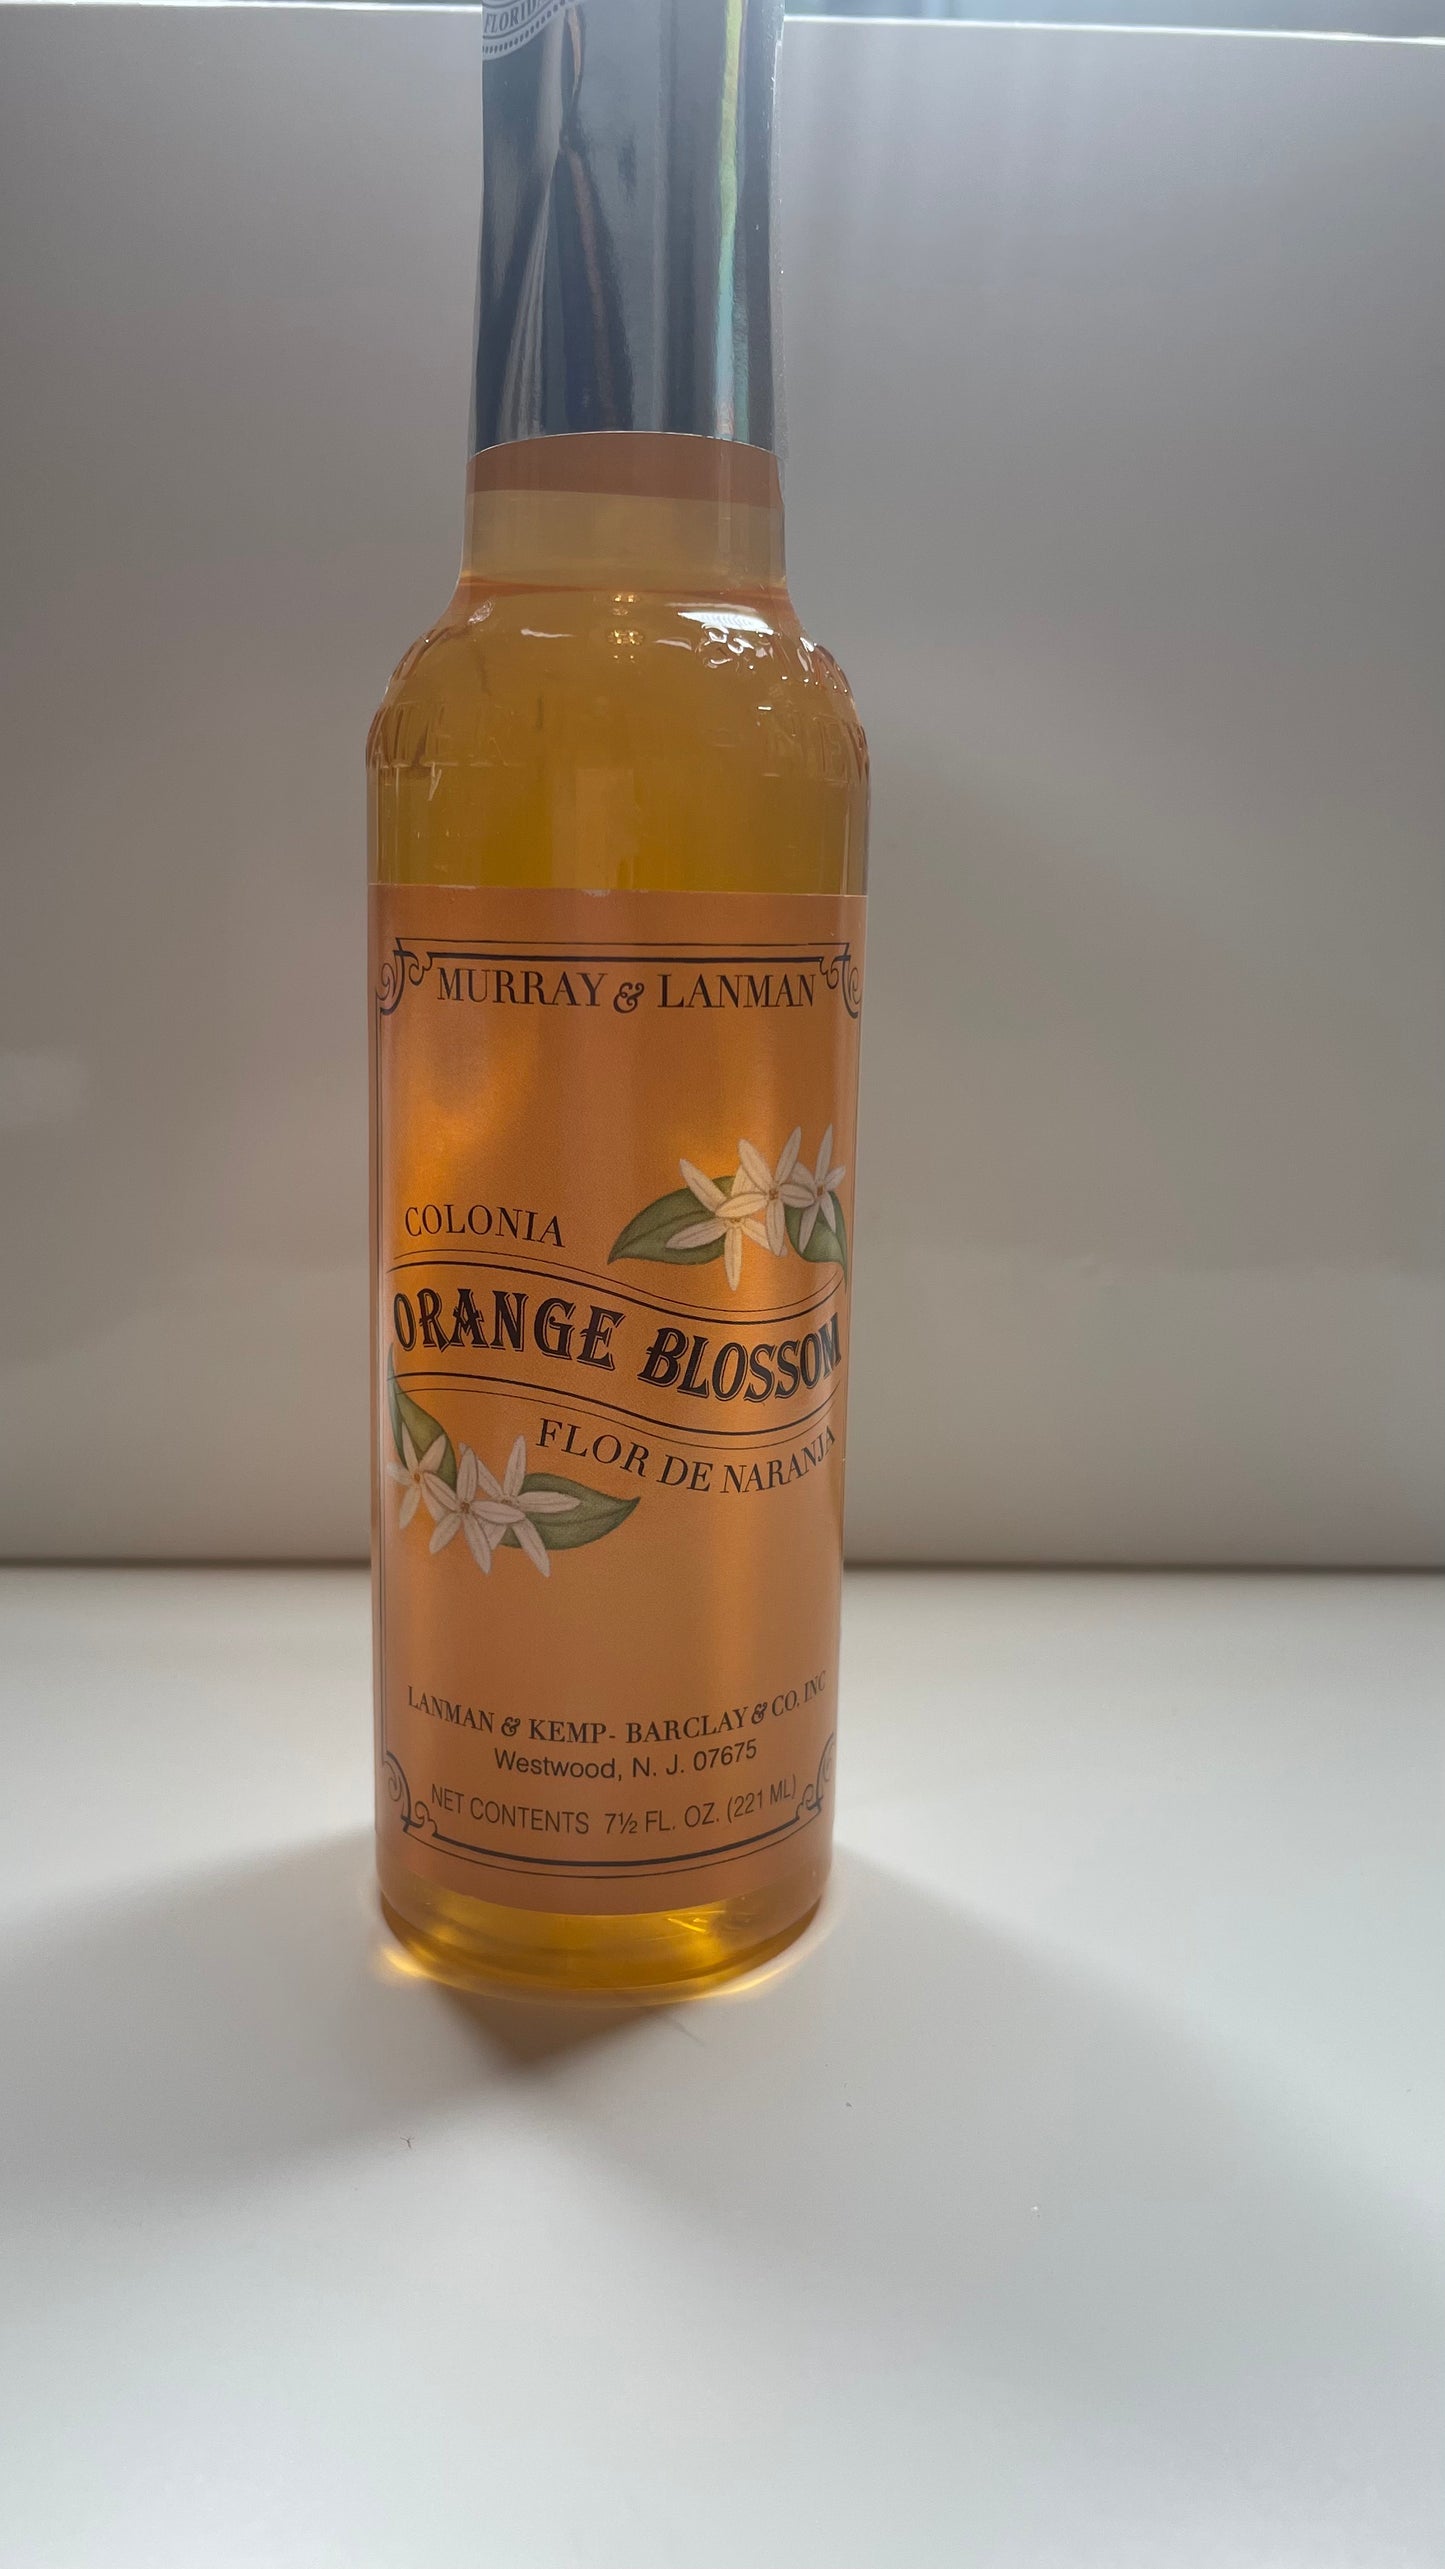 MURRAY & LANMAN
COLONIA
ORANGE BLOSSOM
FLOR DE NARANJA
LANMAN & KEMP- BARCLAY & CO. INC
Westwood, N. J. 07675
NET CONTENTS 7½ FL. OZ. (221 ML)